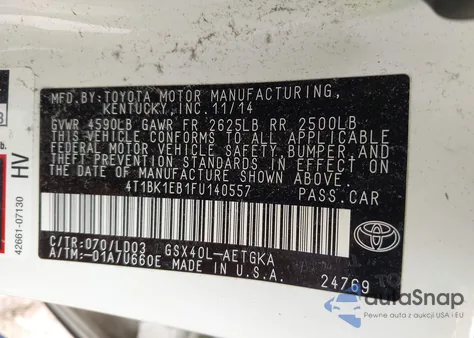 MFD.BY:TOYOTA MOTOR MANUFACTURING,
KENTUCKY, INC. 11/14
GVWR 4590LB GAWR FR 2625LB RR 2500LB
THIS VEHICLE CONFORMS TO ALL APPLICABLE
FEDERAL MOTOR VEHICLE SAFETY, BUMPER, AND
THEFT PREVENTION STANDARDS IN EFFECT ON
THE DATE OF MANUFACTURE SHOWN ABOVE.
4T1BK1EB1FU140557
PASS.CAR
C/TR:070/LD03 GSX40L-AETGKA
A/TM:-01A/U660E MADE IN U.S.A.
TOYOTA
24769
HV
42661-07130
autoSnap
Pewne auta z USA